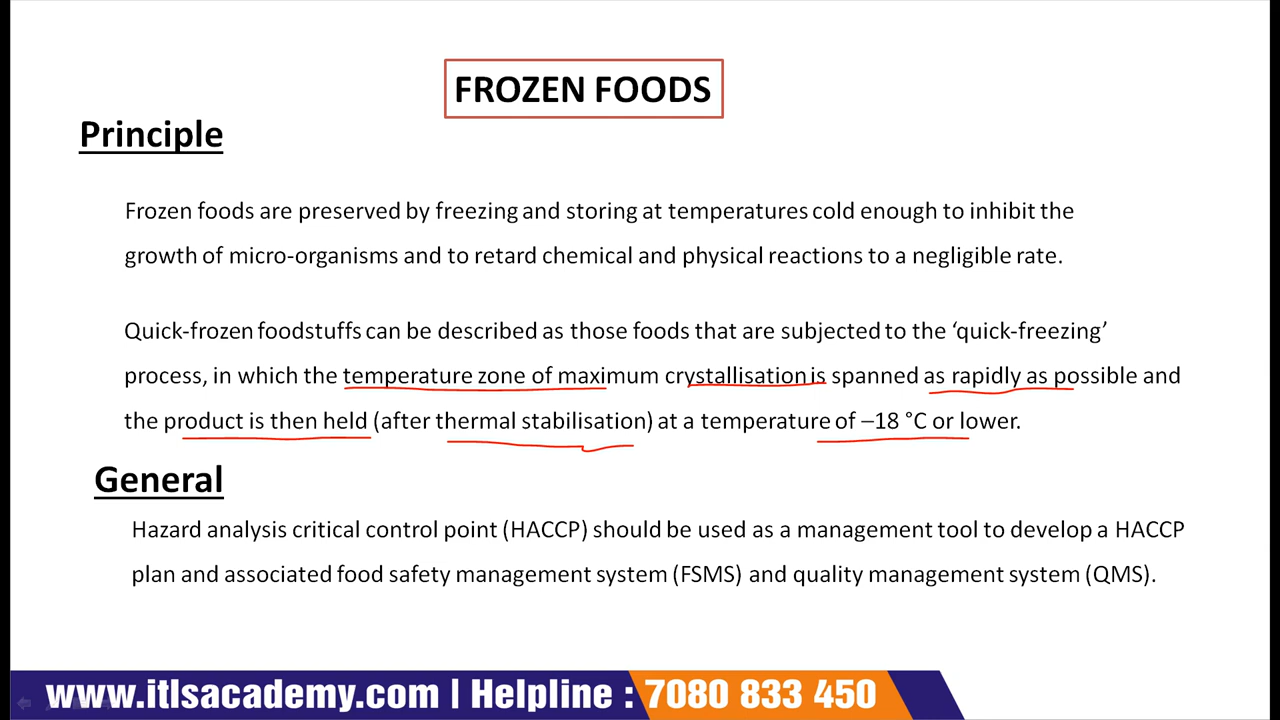 FROZEN FOODS
Principle
Frozen foods are preserved by freezing and storing at temperatures cold enough to inhibit the
growth of micro-organisms and to retard chemical and physical reactions to a negligible rate.
Quick-frozen foodstuffs can be described as those foods that are subjected to the ‘quick-freezing’
process, in which the temperature zone of maximum crystallisation is spanned as rapidly as possible and
the product is then held (after thermal stabilisation) at a temperature of –18 °C or lower.
General
Hazard analysis critical control point (HACCP) should be used as a management tool to develop a HACCP
plan and associated food safety management system (FSMS) and quality management system (QMS).
www.itlsacademy.com | Helpline : 7080 833 450